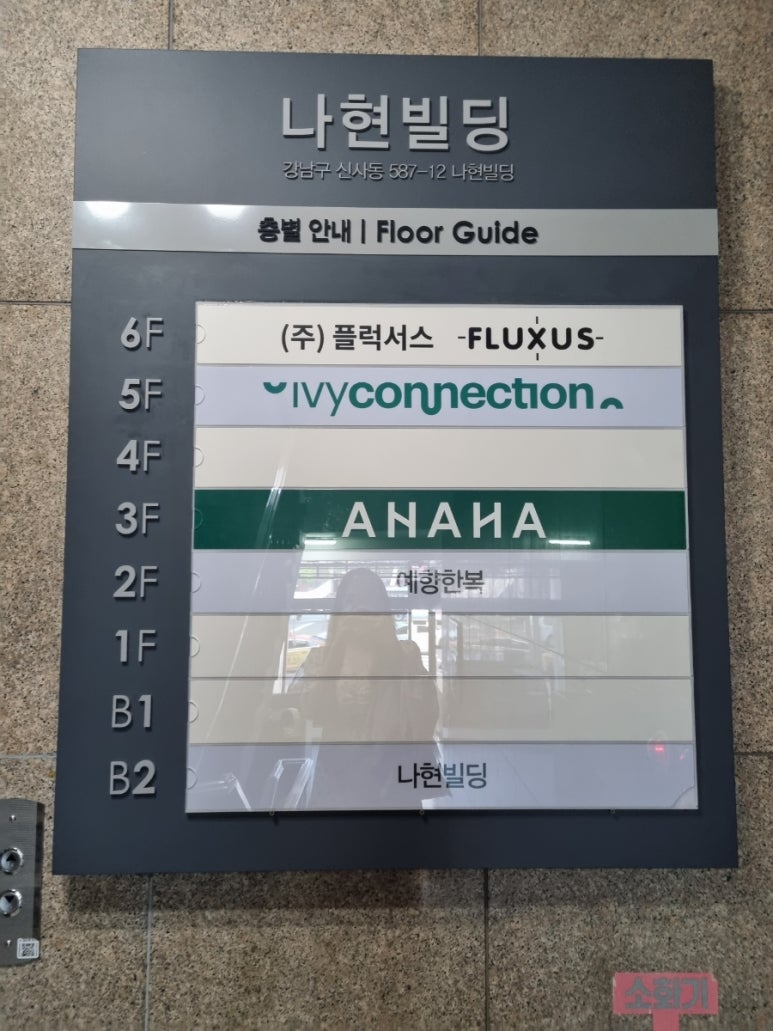 나현빌딩
강남구 신사동 587-12 나현빌딩
층별 안내 | Floor Guide
6F (주) 플럭서스 -FLUXUS-
5F ivyconnection
4F
3F ANANA
2F 예향한복
1F
B1
B2 나현빌딩
소화기